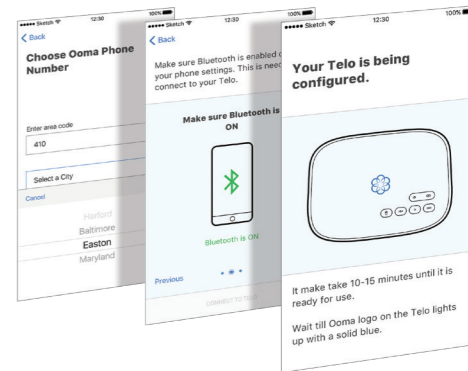 Sketch
12:30
100%
Back
Choose Ooma Phone
Number
Enter area code
410
Select a City
Cancel
Herford
Baltimore
Easton
Maryland
Sketch
12:30
100%
Back
Make sure Bluetooth is enabled
your phone settings. This is
connect to your Telo.
Make sure Bluetooth is
ON
Bluetooth is ON
Previous
CONNECT TO TELO
Sketch
12:30
100%
Your Telo is being
configured.
It make take 10-15 minutes until it is
ready for use.
Wait till Ooma logo on the Telo lights
up with a solid blue.